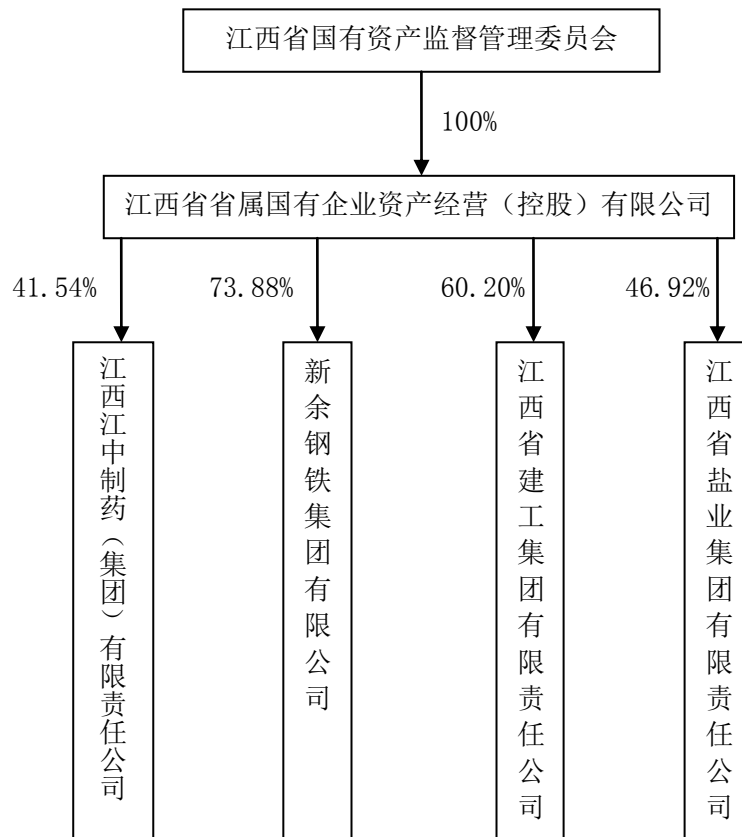 江西省国有资产监督管理委员会
100%
江西省省属国有企业资产经营（控股）有限公司
41.54%
73.88%
60.20%
46.92%
江西江中制药（集团）有限责任公司
新余钢铁集团有限公司
江西省建工集团有限责任公司
江西省盐业集团有限责任公司